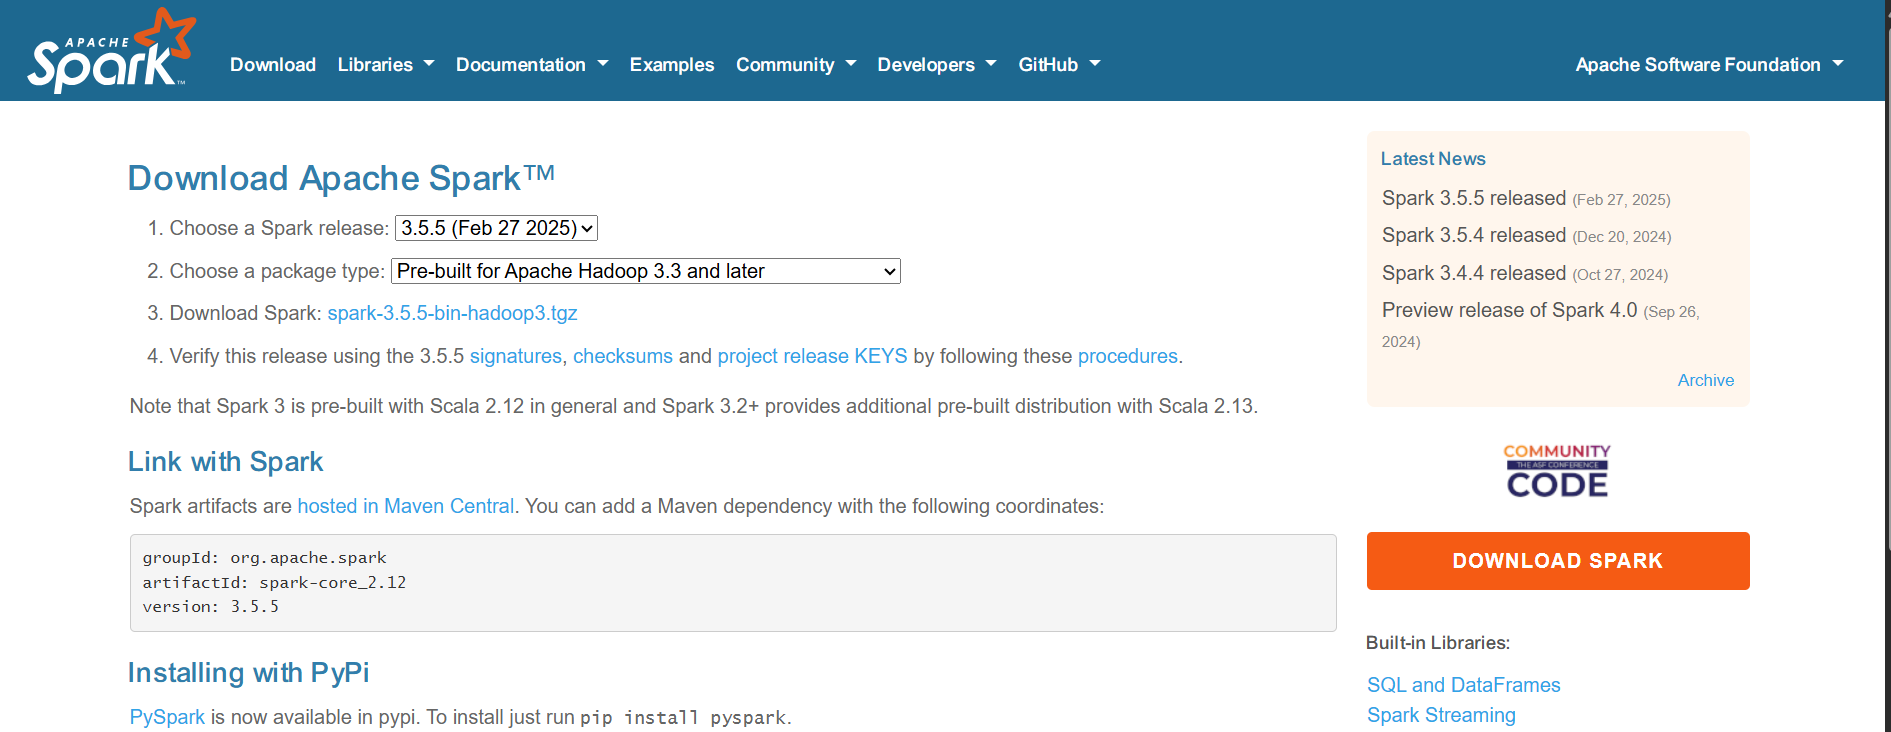 APACHE
Spark™
Download Libraries Documentation Examples Community Developers GitHub Apache Software Foundation
Download Apache Spark™
1. Choose a Spark release: 3.5.5 (Feb 27 2025)
2. Choose a package type: Pre-built for Apache Hadoop 3.3 and later
3. Download Spark: spark-3.5.5-bin-hadoop3.tgz
4. Verify this release using the 3.5.5 signatures, checksums and project release KEYS by following these procedures.
Note that Spark 3 is pre-built with Scala 2.12 in general and Spark 3.2+ provides additional pre-built distribution with Scala 2.13.
Link with Spark
Spark artifacts are hosted in Maven Central. You can add a Maven dependency with the following coordinates:
groupId: org.apache.spark
artifactId: spark-core_2.12
version: 3.5.5
Installing with PyPi
PySpark is now available in pypi. To install just run pip install pyspark.
Latest News
Spark 3.5.5 released (Feb 27, 2025)
Spark 3.5.4 released (Dec 20, 2024)
Spark 3.4.4 released (Oct 27, 2024)
Preview release of Spark 4.0 (Sep 26,
2024)
Archive
COMMUNITY
THE ASF CONFERENCE
CODE
DOWNLOAD SPARK
Built-in Libraries:
SQL and DataFrames
Spark Streaming